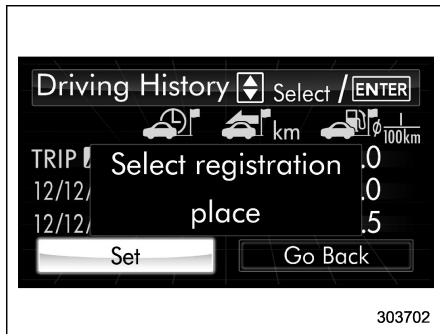 Driving History Select / ENTER
km ø l/100km
TRIP
Select registration
place
.0
12/12/ .0
12/12/ .5
Set Go Back
303702